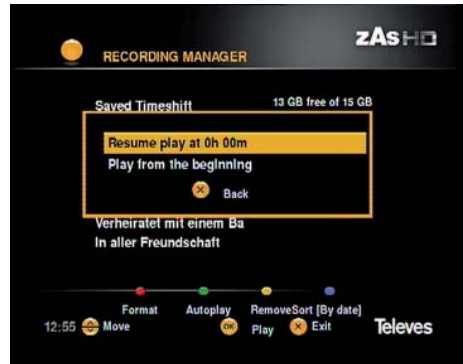 zAs HD
RECORDING MANAGER
Saved Timeshift 13 GB free of 15 GB
Resume play at 0h 00m
Play from the beginning
Back
Verheiratet mit einem Ba
In aller Freundschaft
Format Autoplay Remove Sort [By date]
12:55 Move OK Play Exit Televes